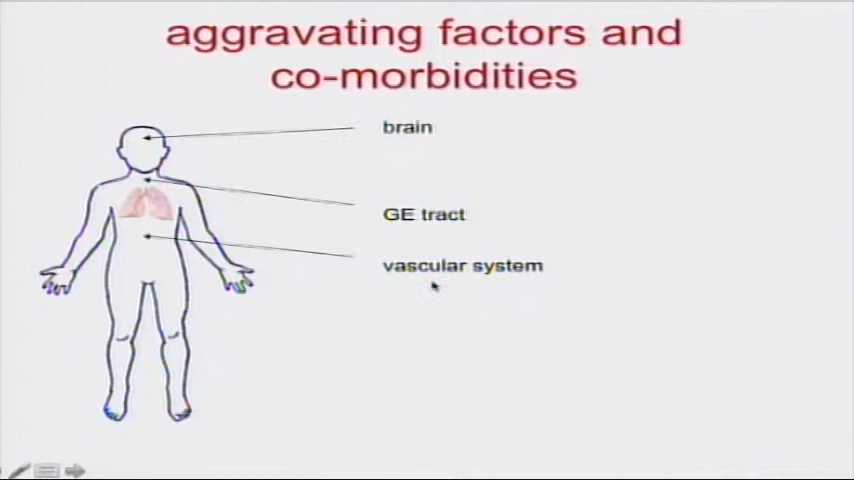 aggravating factors and
co-morbidities
brain
GE tract
vascular system